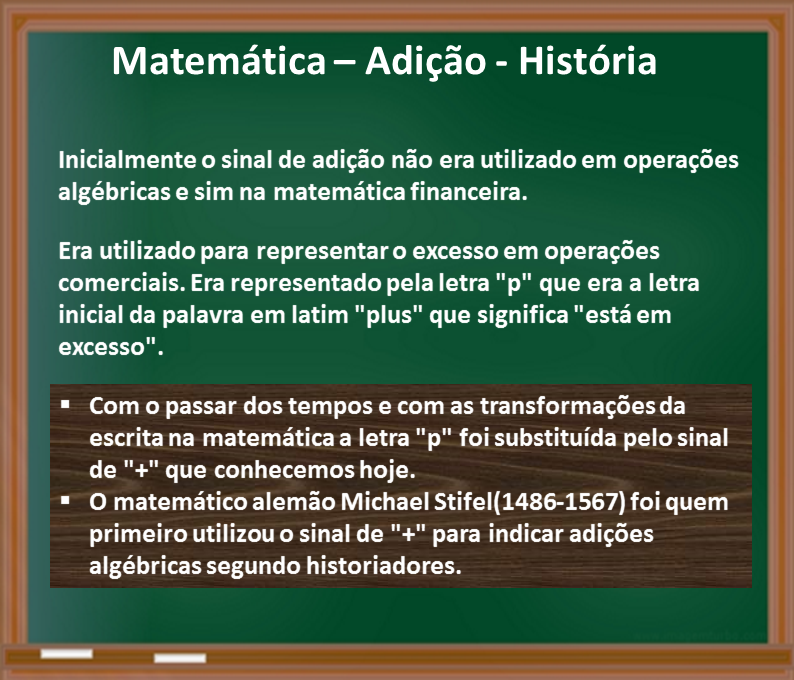 Matemática – Adição - História
Inicialmente o sinal de adição não era utilizado em operações
algébricas e sim na matemática financeira.
Era utilizado para representar o excesso em operações
comerciais. Era representado pela letra "p" que era a letra
inicial da palavra em latim "plus" que significa "está em
excesso".
▪ Com o passar dos tempos e com as transformações da
escrita na matemática a letra "p" foi substituída pelo sinal
de "+" que conhecemos hoje.
▪ O matemático alemão Michael Stifel(1486-1567) foi quem
primeiro utilizou o sinal de "+" para indicar adições
algébricas segundo historiadores.